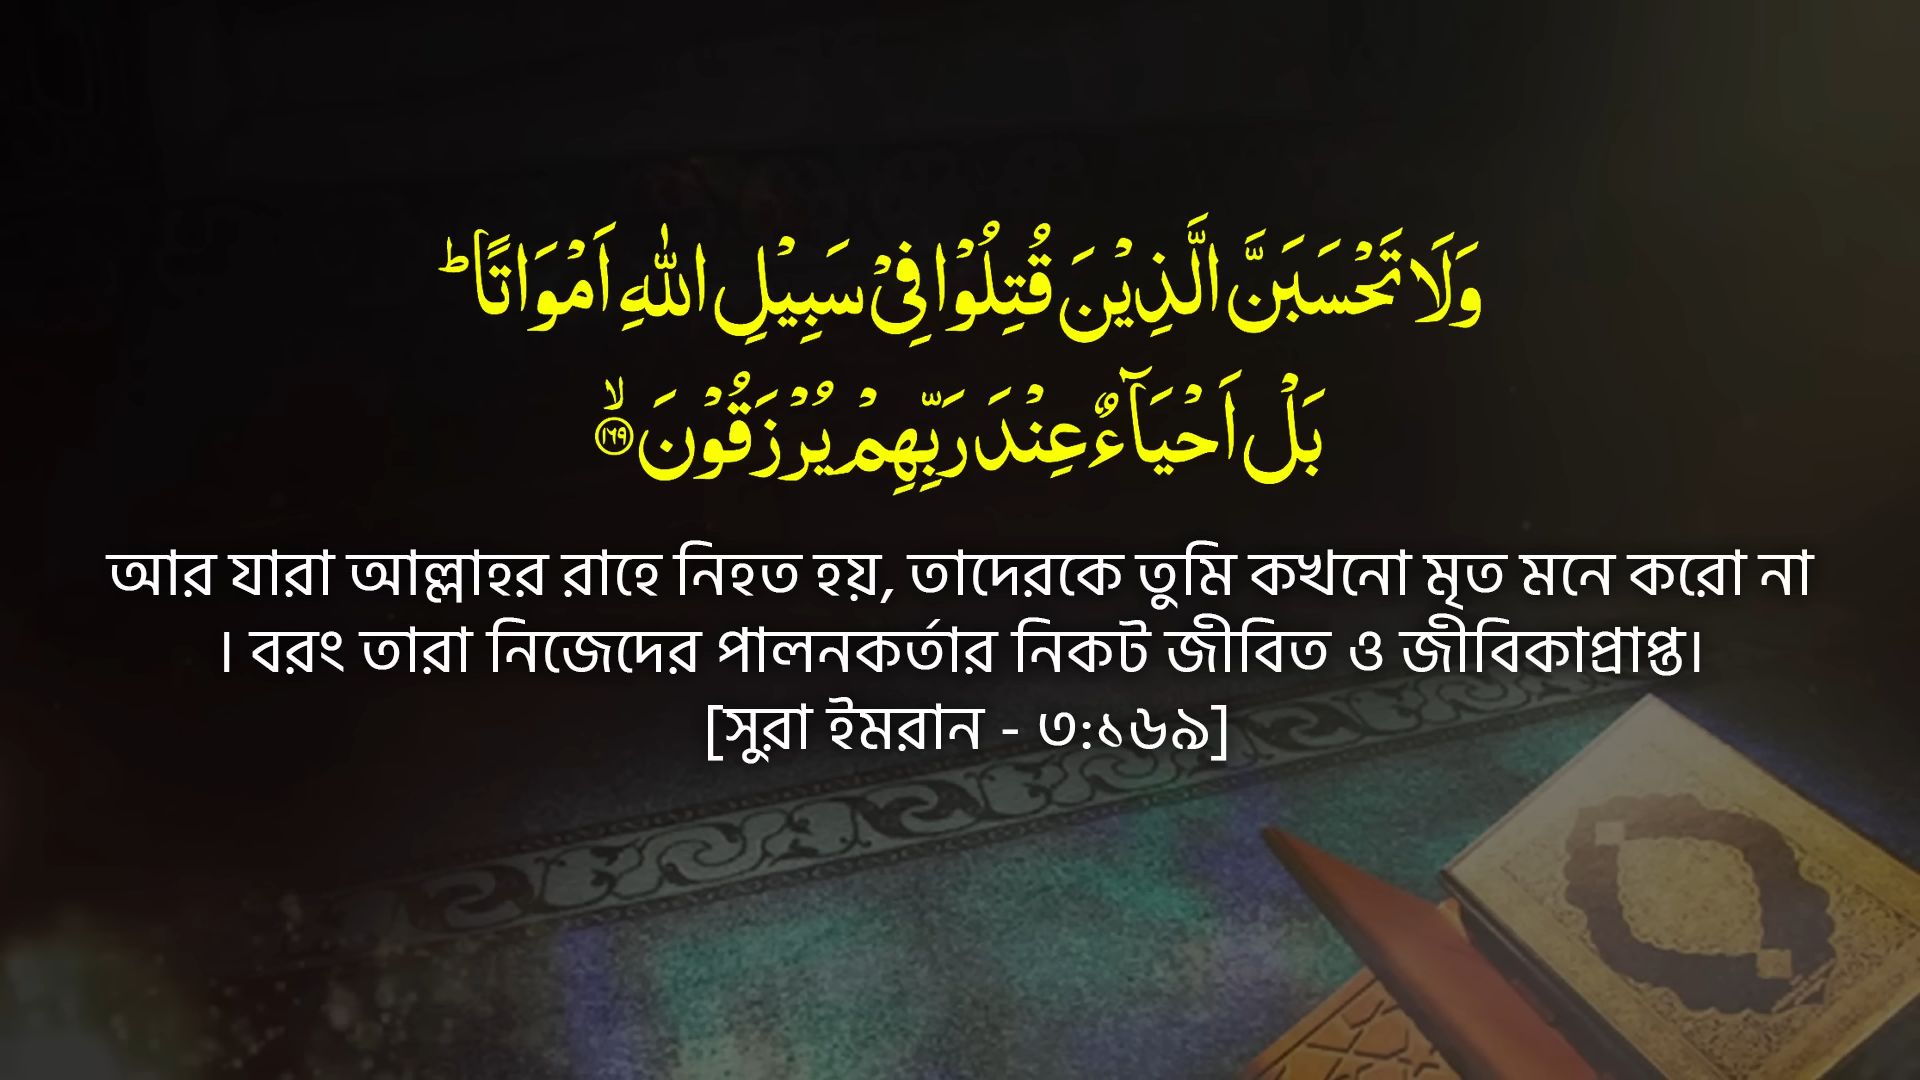 وَلَا تَحْسَبَنَّ الَّذِيْنَ قُتِلُوْا فِيْ سَبِيْلِ اللّٰهِ اَمْوَاتًا ؕ
بَلْ اَحْيَآءٌ عِنْدَ رَبِّهِمْ يُرْزَقُوْنَ ۙ ۱۶۹
আর যারা আল্লাহর রাহে নিহত হয়, তাদেরকে তুমি কখনো মৃত মনে করো না
। বরং তারা নিজেদের পালনকর্তার নিকট জীবিত ও জীবিকাপ্রাপ্ত।
[সুরা ইমরান - ৩:১৬৯]